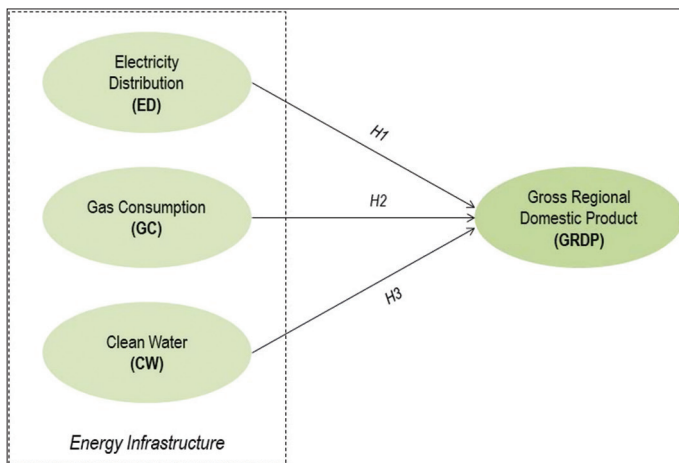 Electricity
Distribution
(ED)
H1
Gas Consumption
(GC)
H2
Gross Regional
Domestic Product
(GRDP)
H3
Clean Water
(CW)
Energy Infrastructure